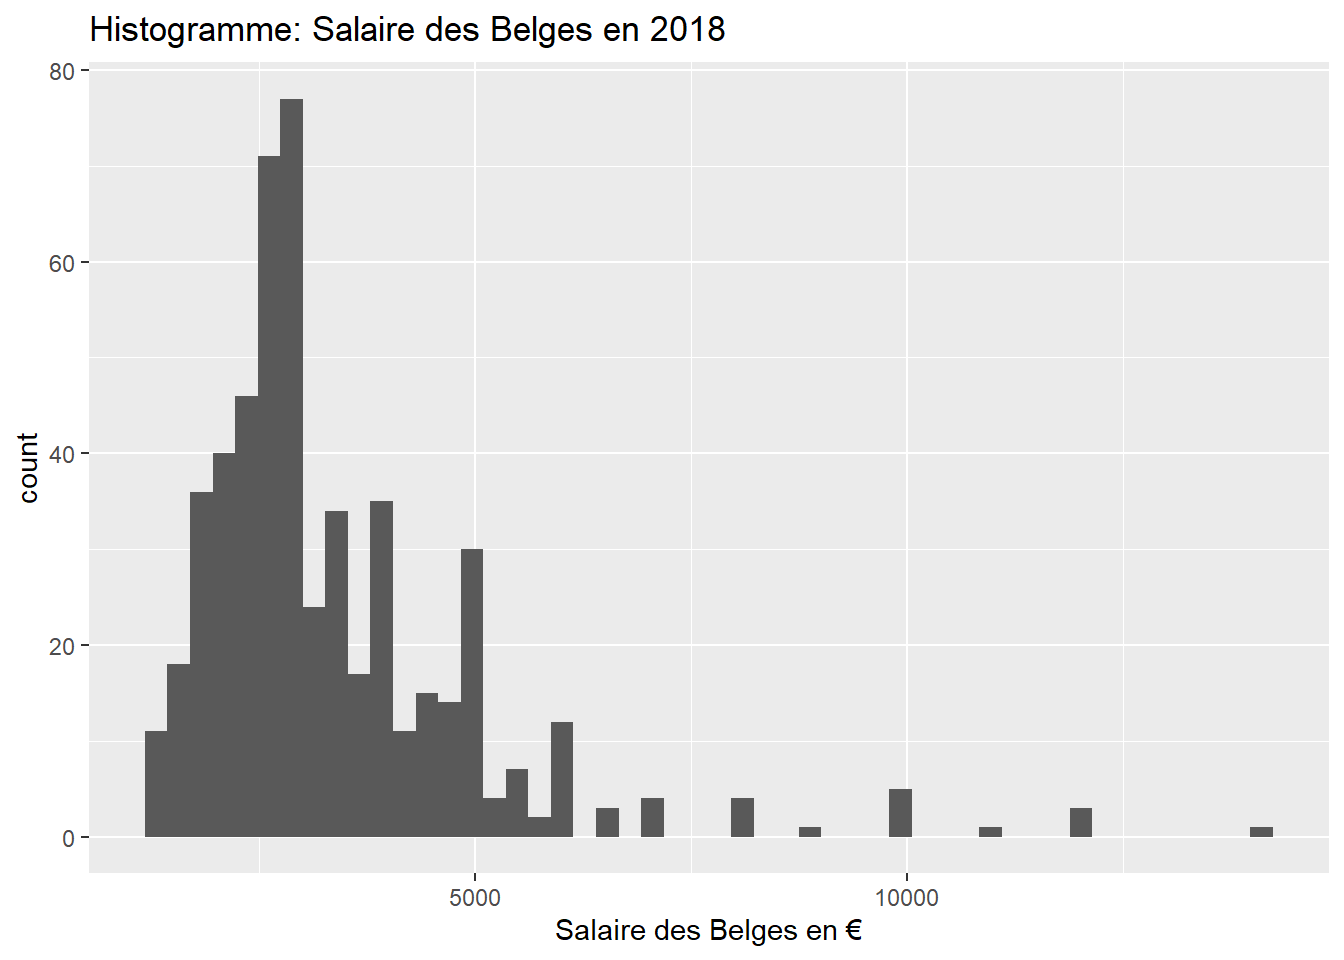 Histogramme: Salaire des Belges en 2018
80
60
40
20
0
count
5000
10000
Salaire des Belges en €